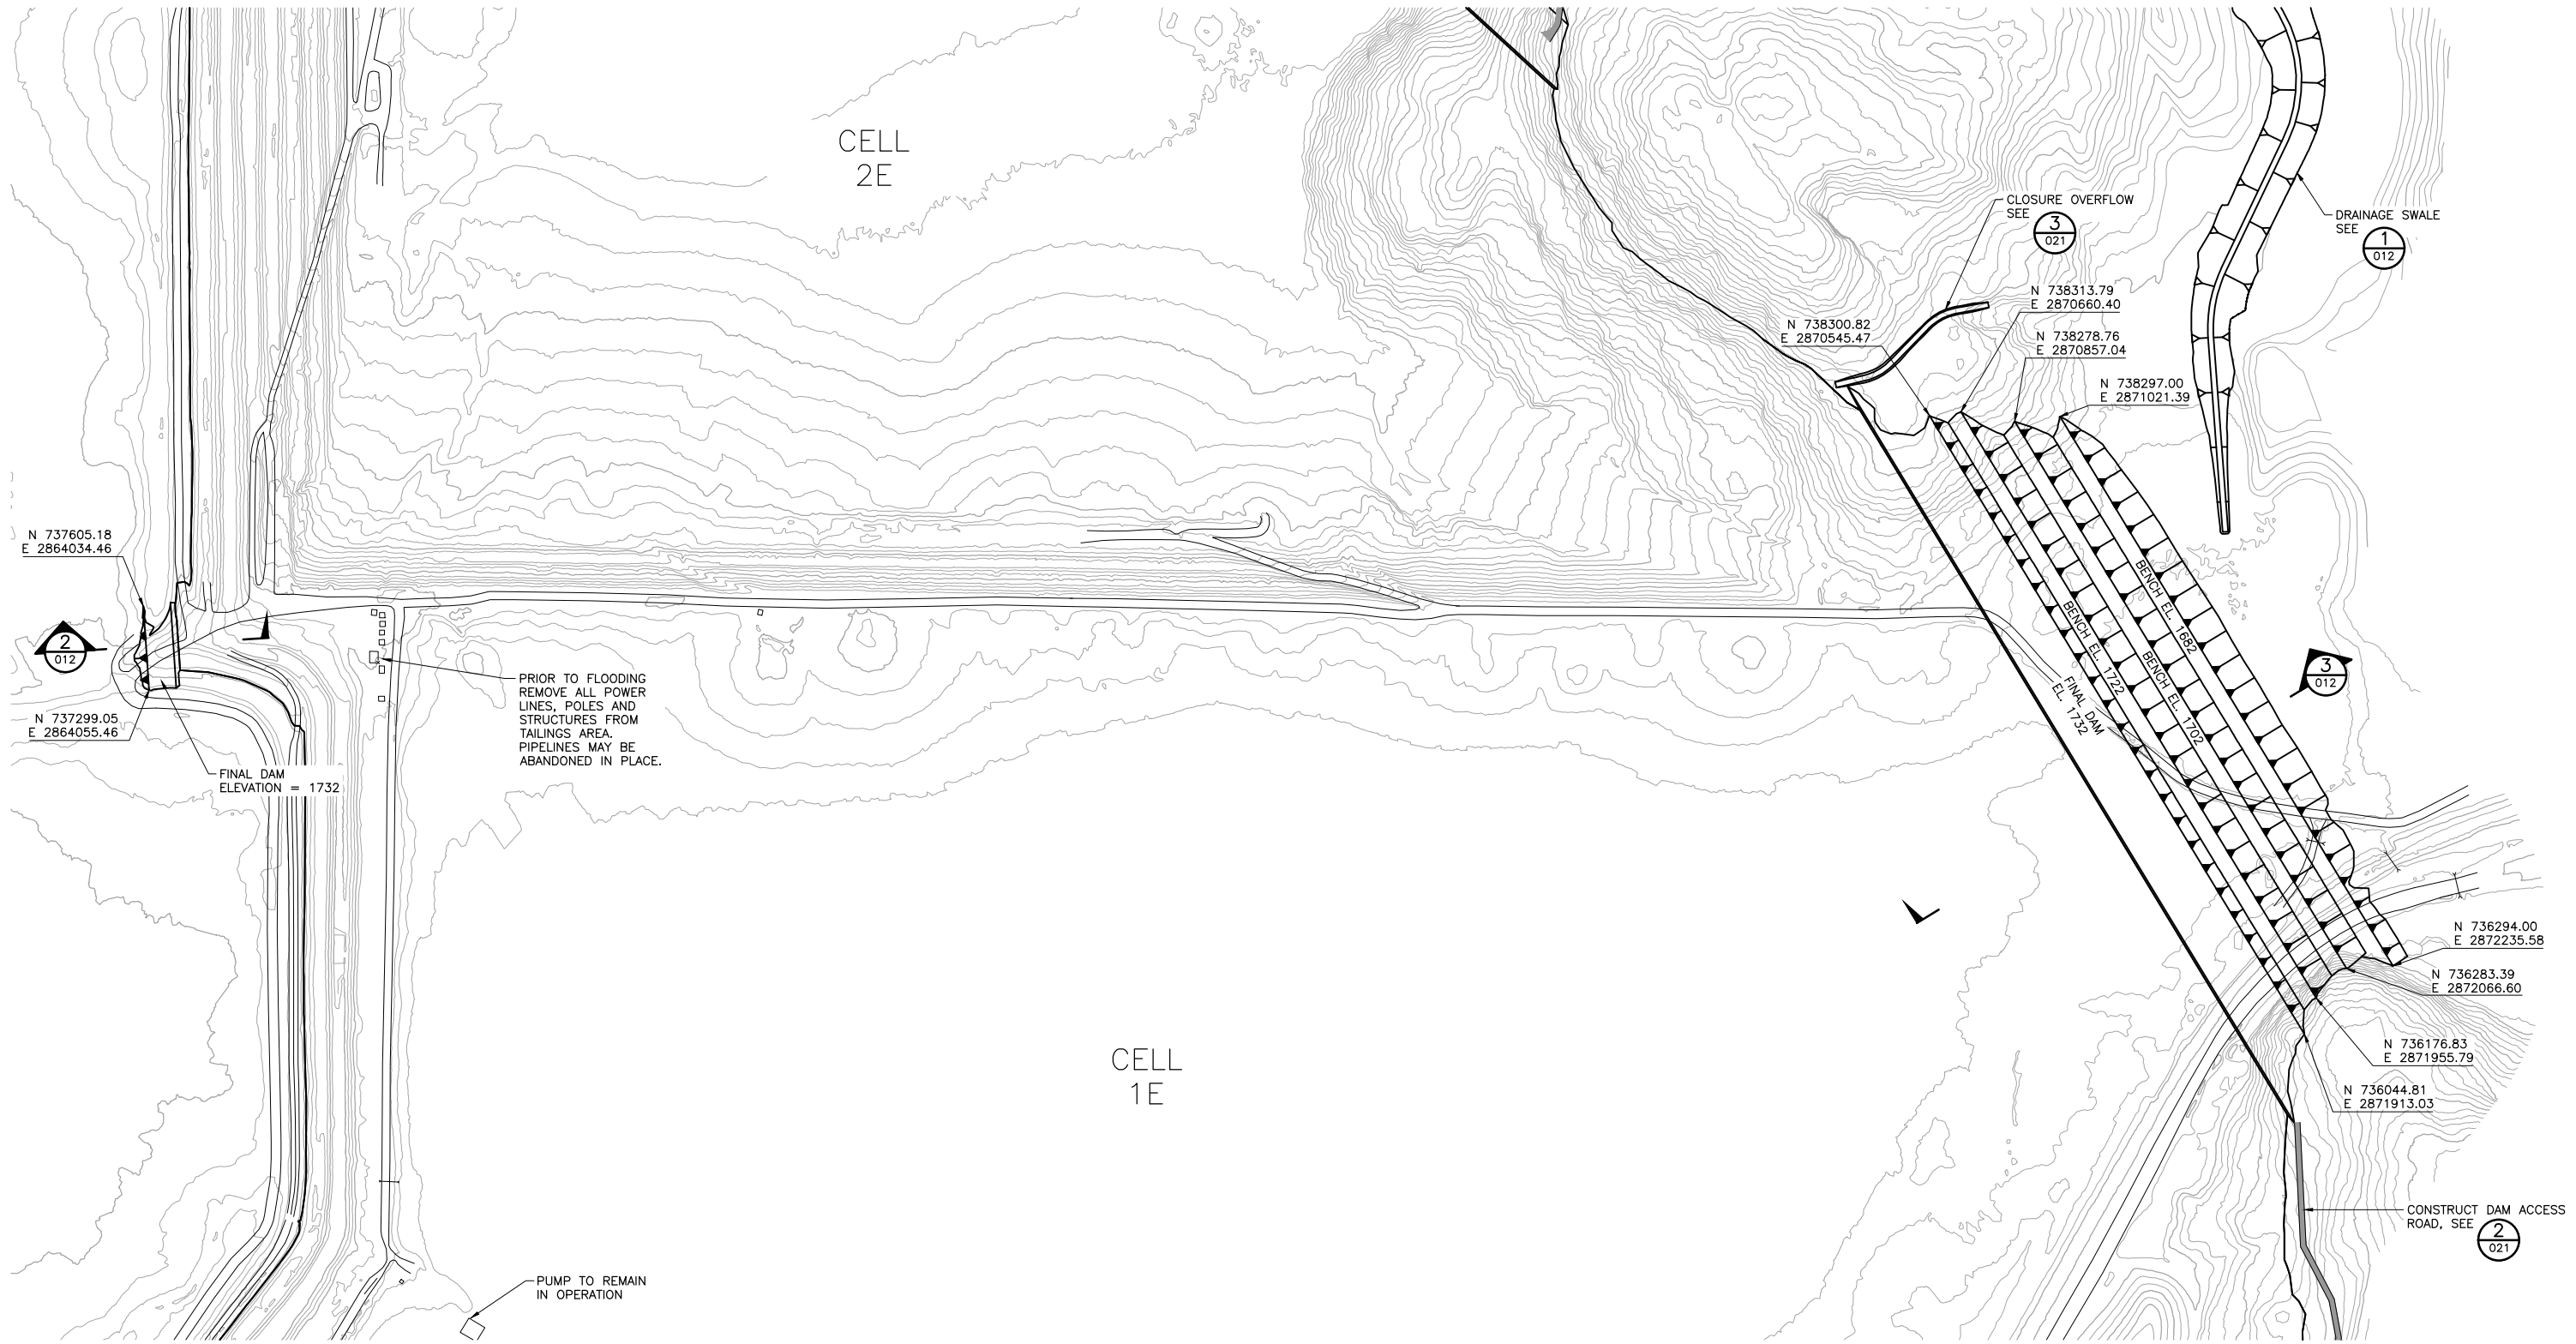 CELL
2E
CLOSURE OVERFLOW
SEE
3
021
DRAINAGE SWALE
SEE
1
012
N 738313.79
E 2870660.40
N 738300.82
E 2870545.47
N 738278.76
E 2870857.04
N 738297.00
E 2871021.39
N 737605.18
E 2864034.46
2
012
N 737299.05
E 2864055.46
FINAL DAM
ELEVATION = 1732
PRIOR TO FLOODING
REMOVE ALL POWER
LINES, POLES AND
STRUCTURES FROM
TAILINGS AREA.
PIPELINES MAY BE
ABANDONED IN PLACE.
BENCH EL. 1682
BENCH EL. 1722
BENCH EL. 1702
FINAL DAM
EL. 1732
3
012
N 736294.00
E 2872235.58
N 736283.39
E 2872066.60
N 736176.83
E 2871955.79
N 736044.81
E 2871913.03
CELL
1E
CONSTRUCT DAM ACCESS
ROAD, SEE
2
021
PUMP TO REMAIN
IN OPERATION